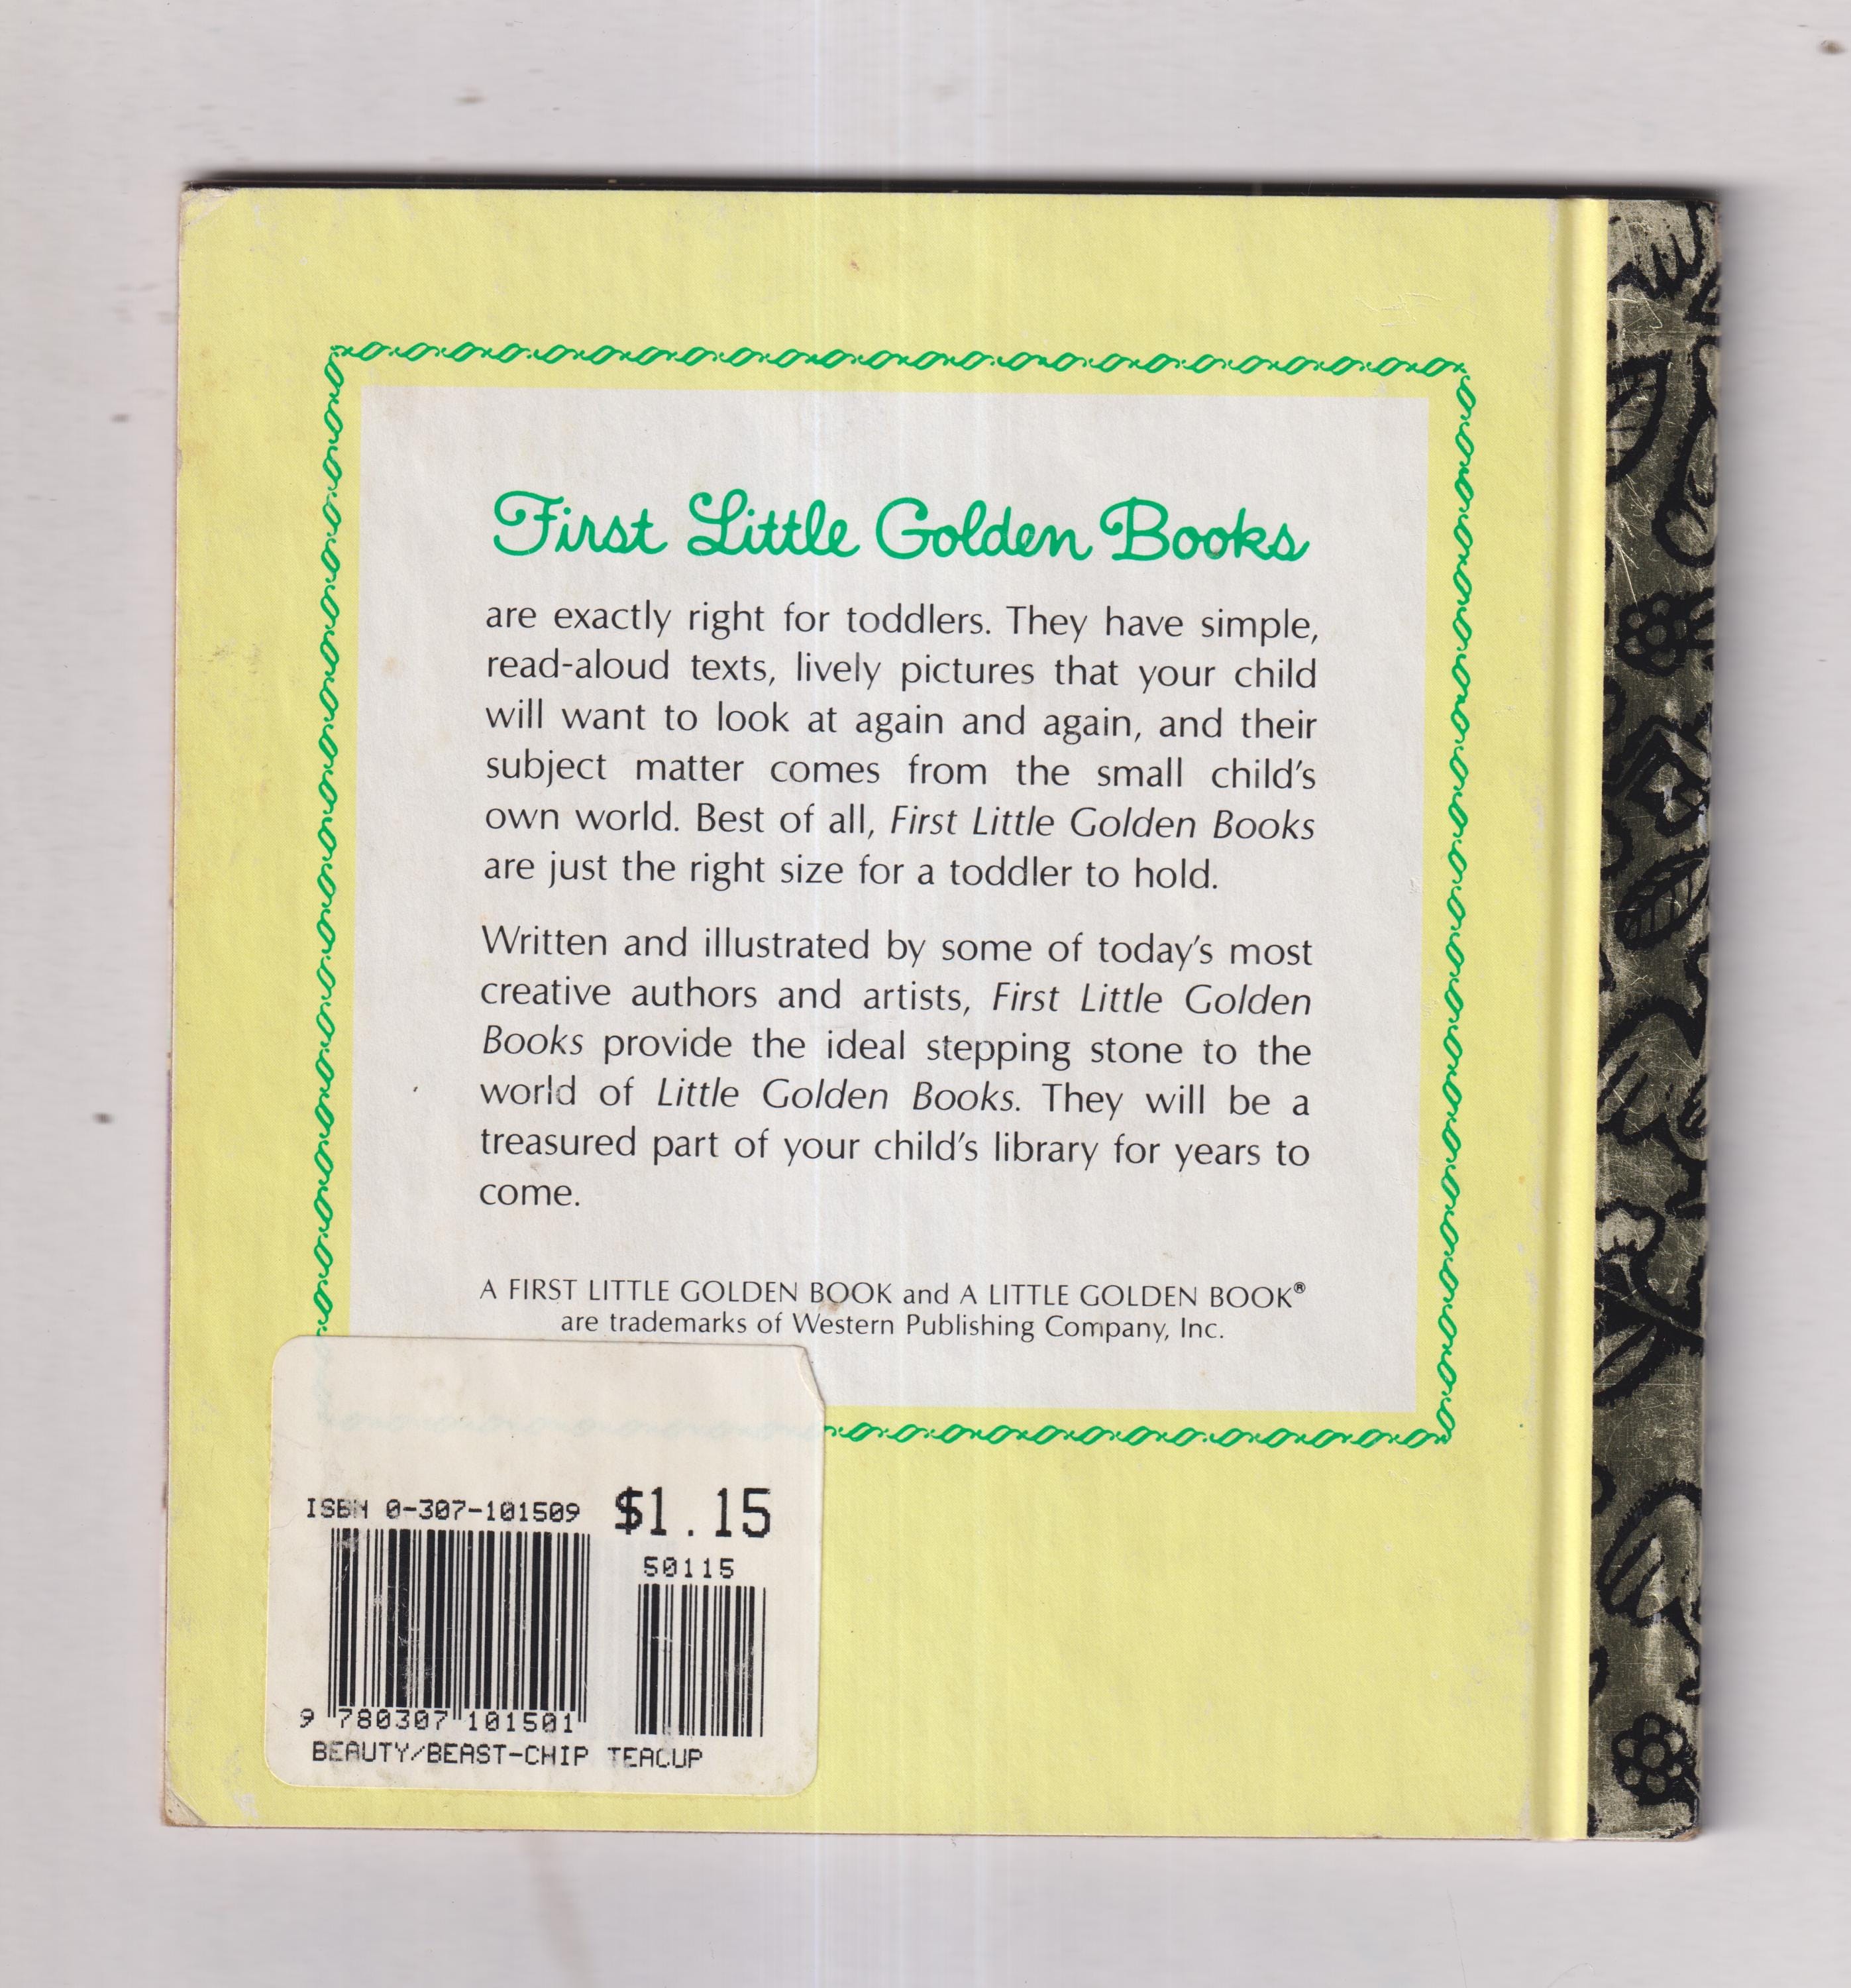 First Little Golden Books
are exactly right for toddlers. They have simple,
read-aloud texts, lively pictures that your child
will want to look at again and again, and their
subject matter comes from the small child's
own world. Best of all, First Little Golden Books
are just the right size for a toddler to hold.
Written and illustrated by some of today's most
creative authors and artists, First Little Golden
Books provide the ideal stepping stone to the
world of Little Golden Books. They will be a
treasured part of your child's library for years to
come.
A FIRST LITTLE GOLDEN BOOK and A LITTLE GOLDEN BOOK®
are trademarks of Western Publishing Company, Inc.
ISBN 0-307-101509 $1.15
50115
9 780307 101501
BEAUTY/BEAST-CHIP TEACUP